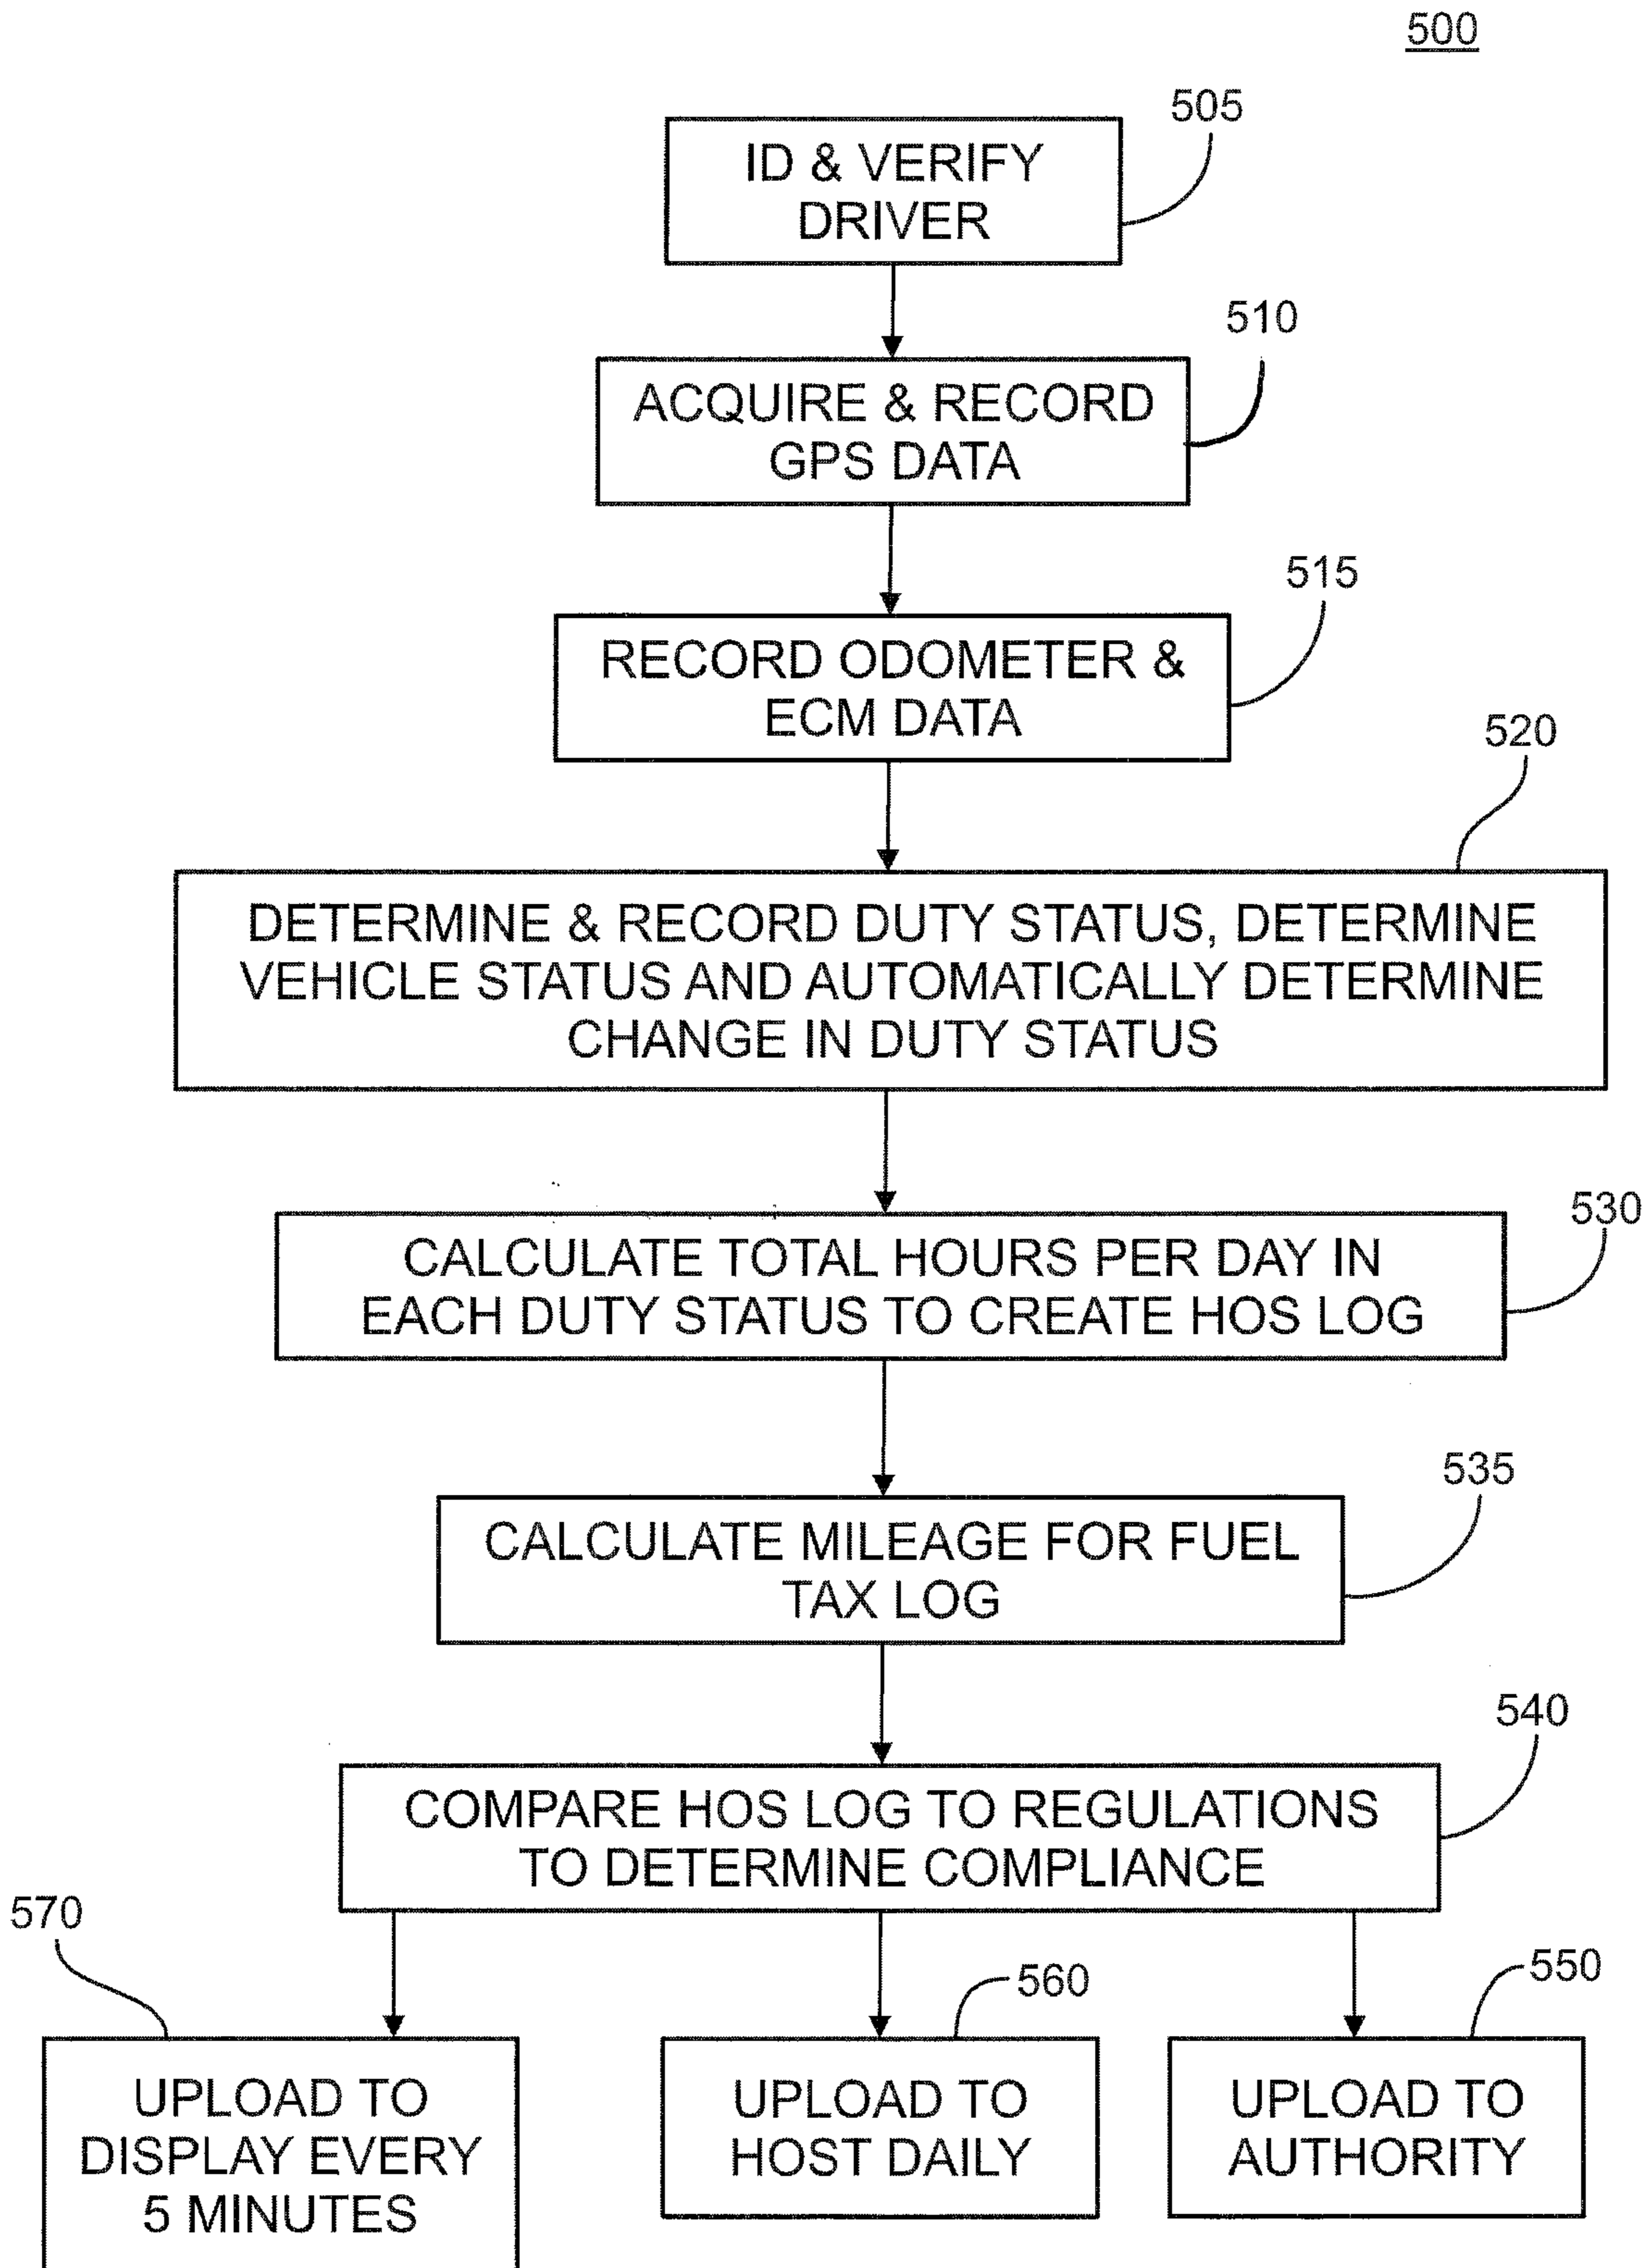 500
505
ID & VERIFY
DRIVER
510
ACQUIRE & RECORD
GPS DATA
515
RECORD ODOMETER &
ECM DATA
520
DETERMINE & RECORD DUTY STATUS, DETERMINE
VEHICLE STATUS AND AUTOMATICALLY DETERMINE
CHANGE IN DUTY STATUS
530
CALCULATE TOTAL HOURS PER DAY IN
EACH DUTY STATUS TO CREATE HOS LOG
535
CALCULATE MILEAGE FOR FUEL
TAX LOG
540
COMPARE HOS LOG TO REGULATIONS
TO DETERMINE COMPLIANCE
570
UPLOAD TO
DISPLAY EVERY
5 MINUTES
560
UPLOAD TO
HOST DAILY
550
UPLOAD TO
AUTHORITY